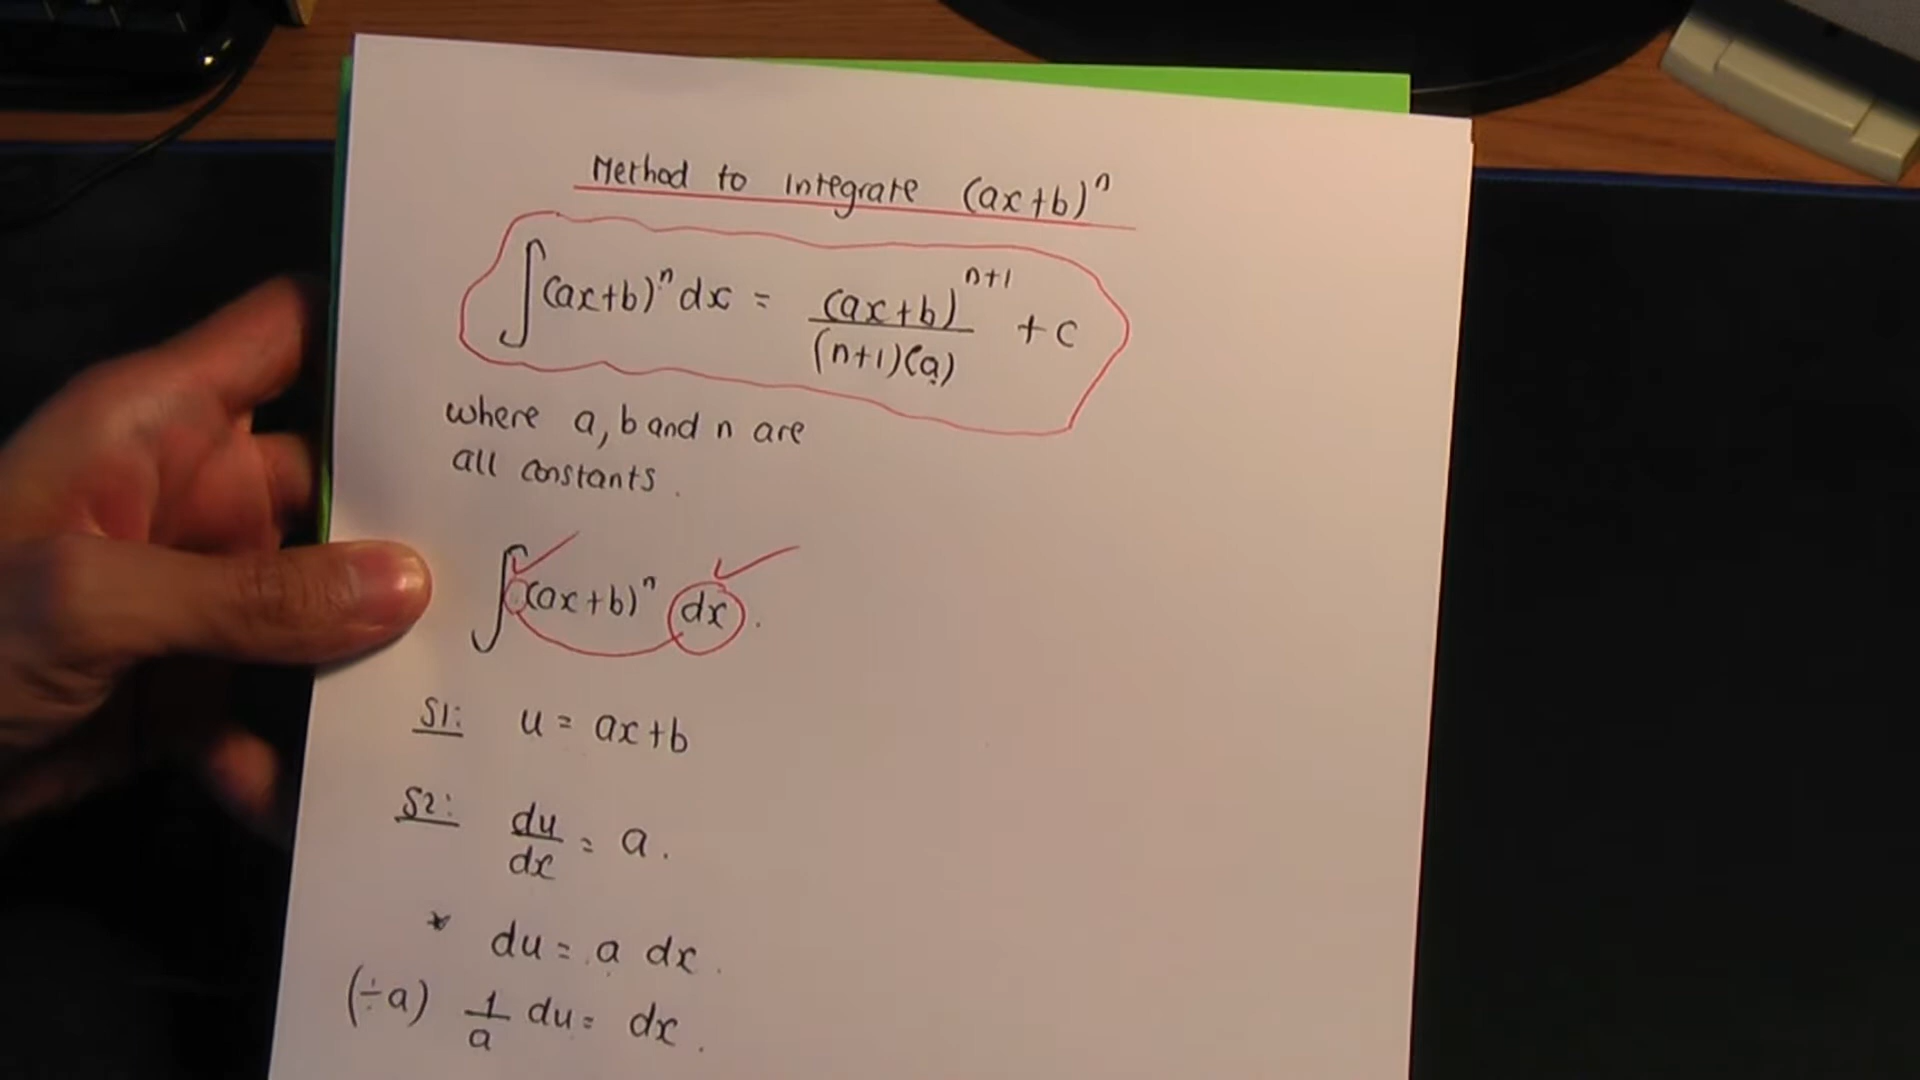 Method to integrate (ax+b)^n
∫(ax+b)^n dx = (ax+b)^{n+1}/(n+1)(a) + c
where a, b and n are
all constants.
∫(ax+b)^n dx.
S1: u = ax+b
S2: du/dx = a.
* du = a dx.
(÷a) 1/a du = dx.